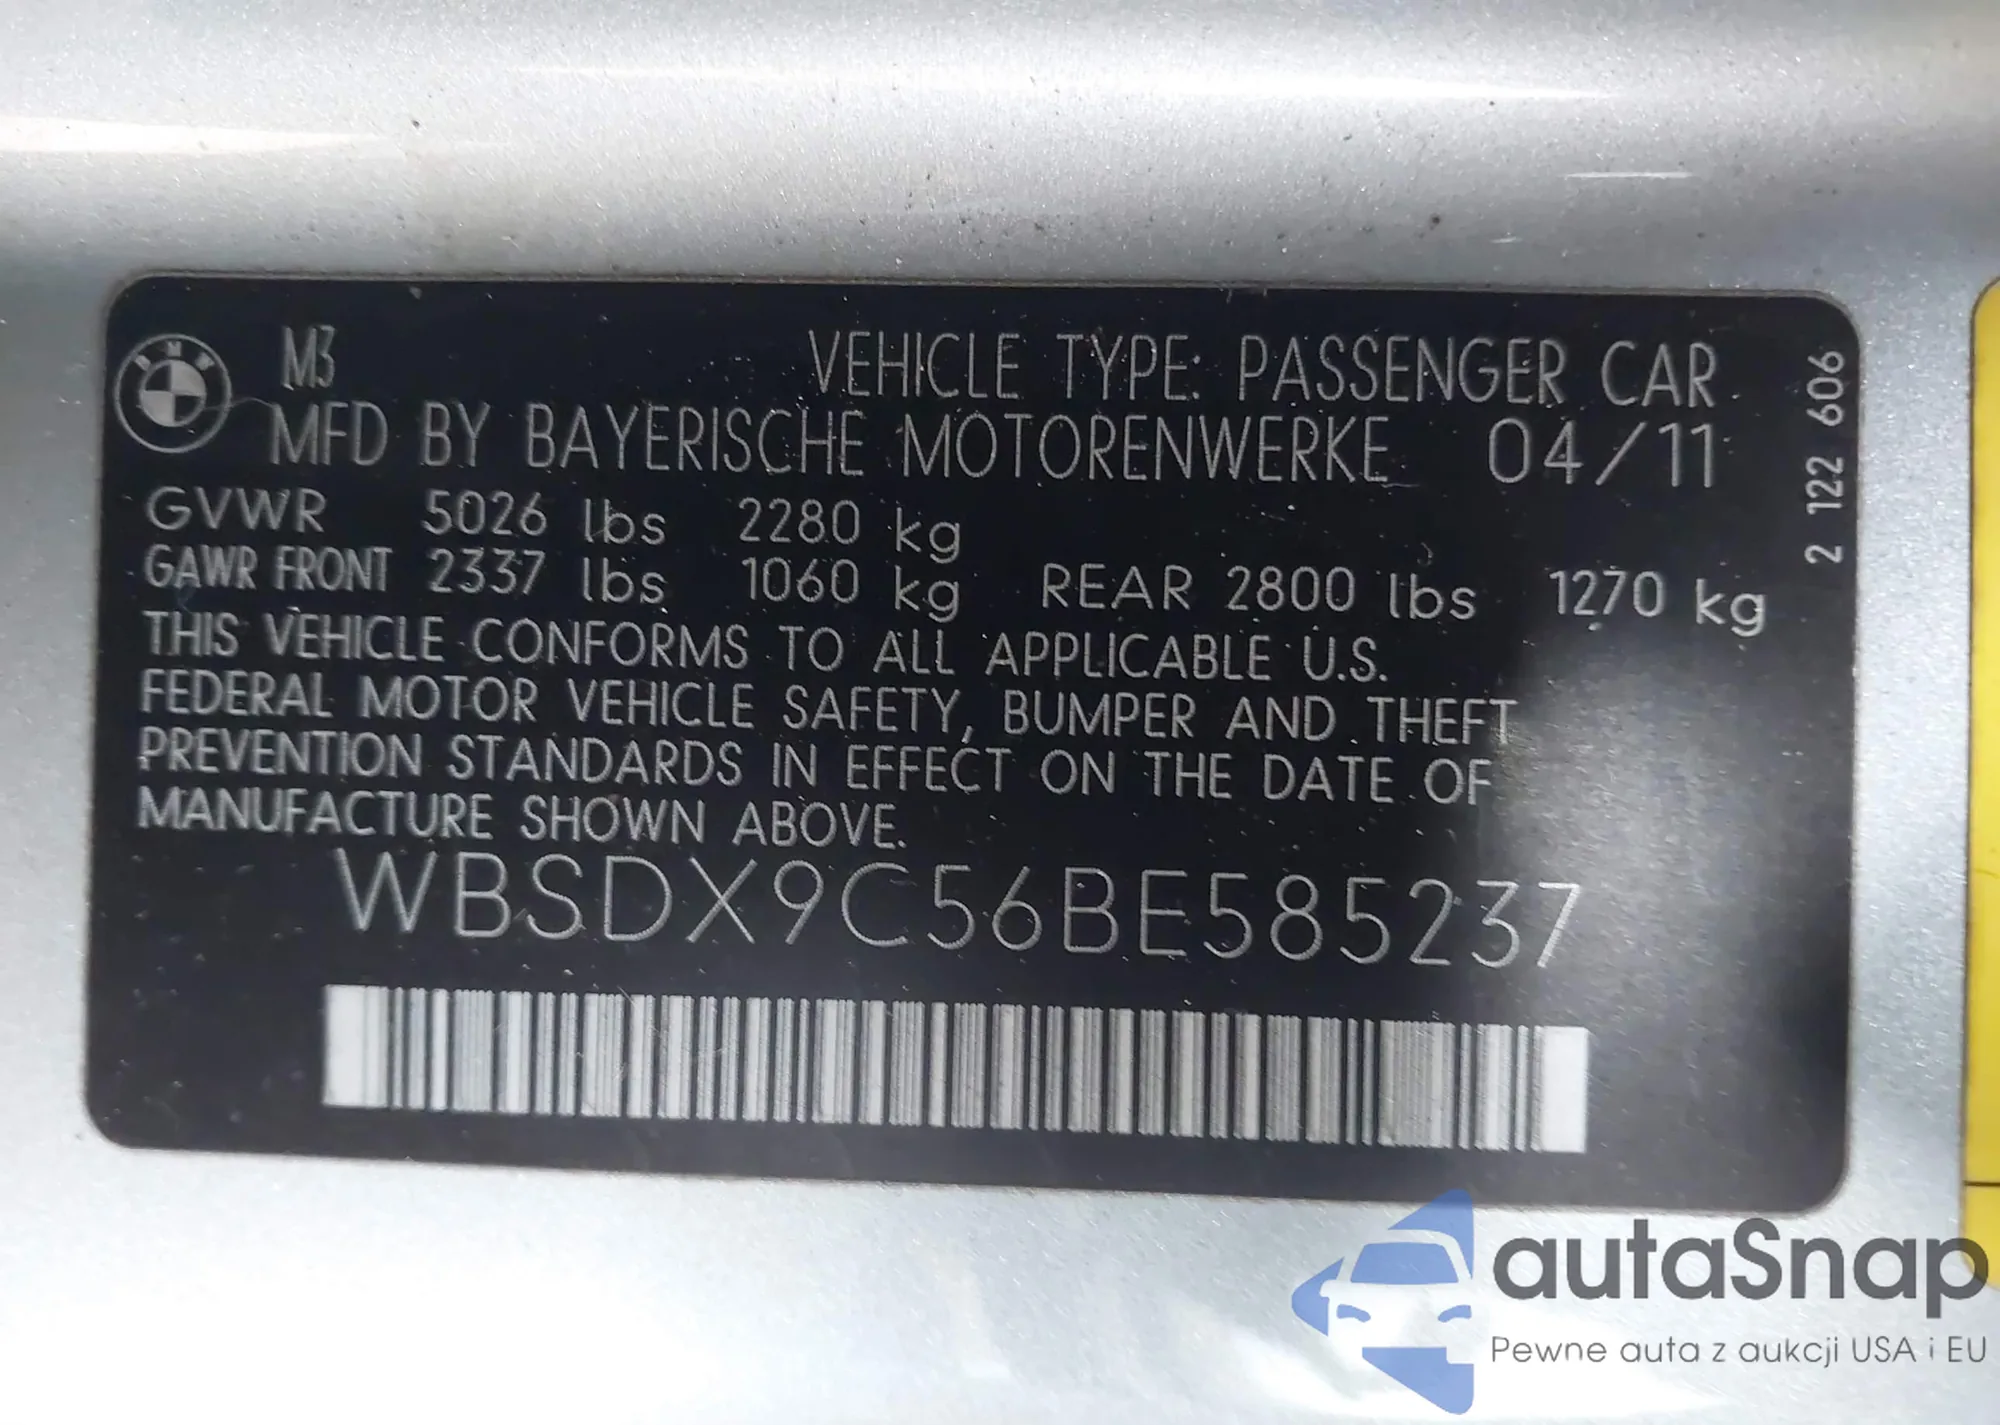 BMW
M3 VEHICLE TYPE: PASSENGER CAR
MFD BY BAYERISCHE MOTORENWERKE 04/11
GVWR 5026 lbs 2280 kg
GAWR FRONT 2337 lbs 1060 kg REAR 2800 lbs 1270 kg
THIS VEHICLE CONFORMS TO ALL APPLICABLE U.S.
FEDERAL MOTOR VEHICLE SAFETY, BUMPER AND THEFT
PREVENTION STANDARDS IN EFFECT ON THE DATE OF
MANUFACTURE SHOWN ABOVE.
WBSDX9C56BE585237
2 122 606
autaSnap
Pewne auta z aukcji USA i EU